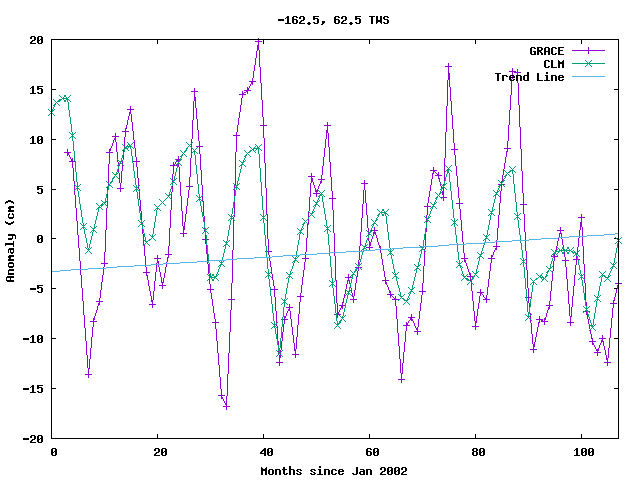 -162.5, 62.5 TWS
GRACE
CLM
Trend Line
20
15
10
5
0
-5
-10
-15
-20
Anomaly (cm)
0 20 40 60 80 100
Months since Jan 2002